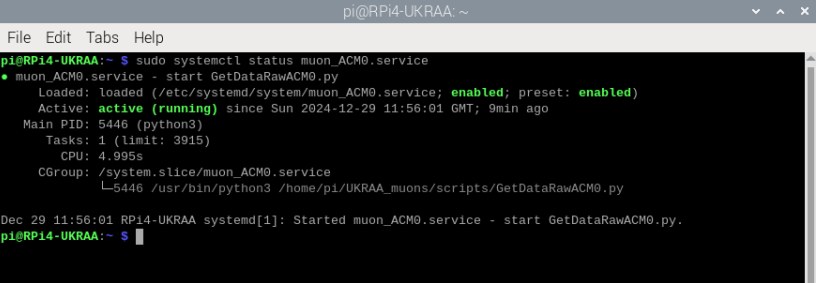 pi@RPi4-UKRAA: ~
File Edit Tabs Help
pi@RPi4-UKRAA:~ $ sudo systemctl status muon_ACM0.service
● muon_ACM0.service - start GetDataRawACM0.py
Loaded: loaded (/etc/systemd/system/muon_ACM0.service; enabled; preset: enabled)
Active: active (running) since Sun 2024-12-29 11:56:01 GMT; 9min ago
Main PID: 5446 (python3)
Tasks: 1 (limit: 3915)
CPU: 4.995s
CGroup: /system.slice/muon_ACM0.service
└─5446 /usr/bin/python3 /home/pi/UKRAA_muons/scripts/GetDataRawACM0.py
Dec 29 11:56:01 RPi4-UKRAA systemd[1]: Started muon_ACM0.service - start GetDataRawACM0.py.
pi@RPi4-UKRAA:~ $